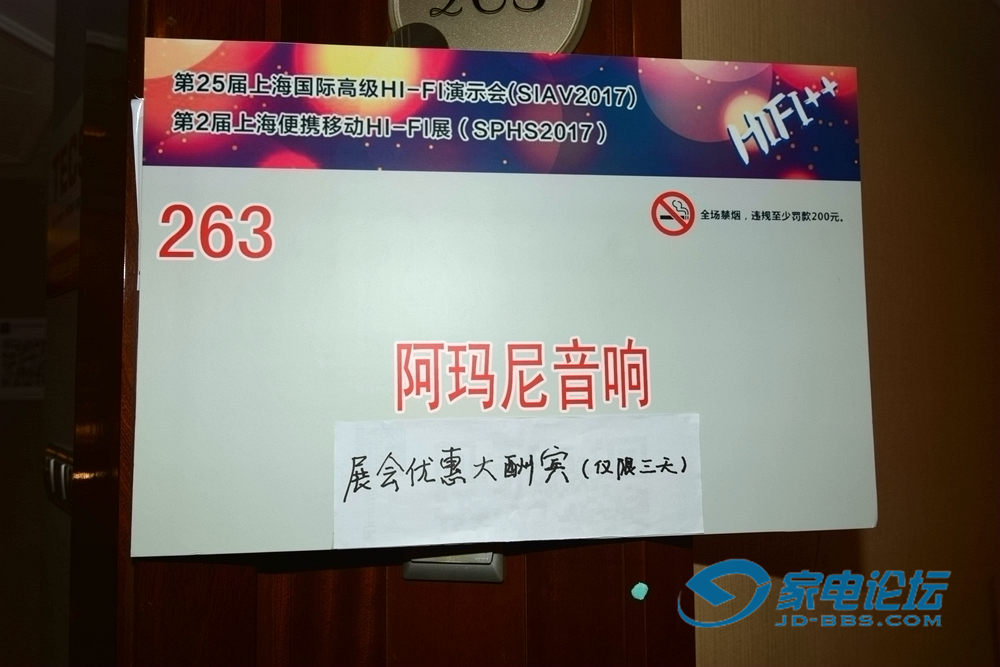 第25届上海国际高级HI-FI演示会(SIAV2017)
第2届上海便携移动HI-FI展（SPHS2017）
HIFI++
263
全场禁烟，违规至少罚款200元。
阿玛尼音响
展会优惠大酬宾（仅限三天）
家电论坛
JD-BBS.COM